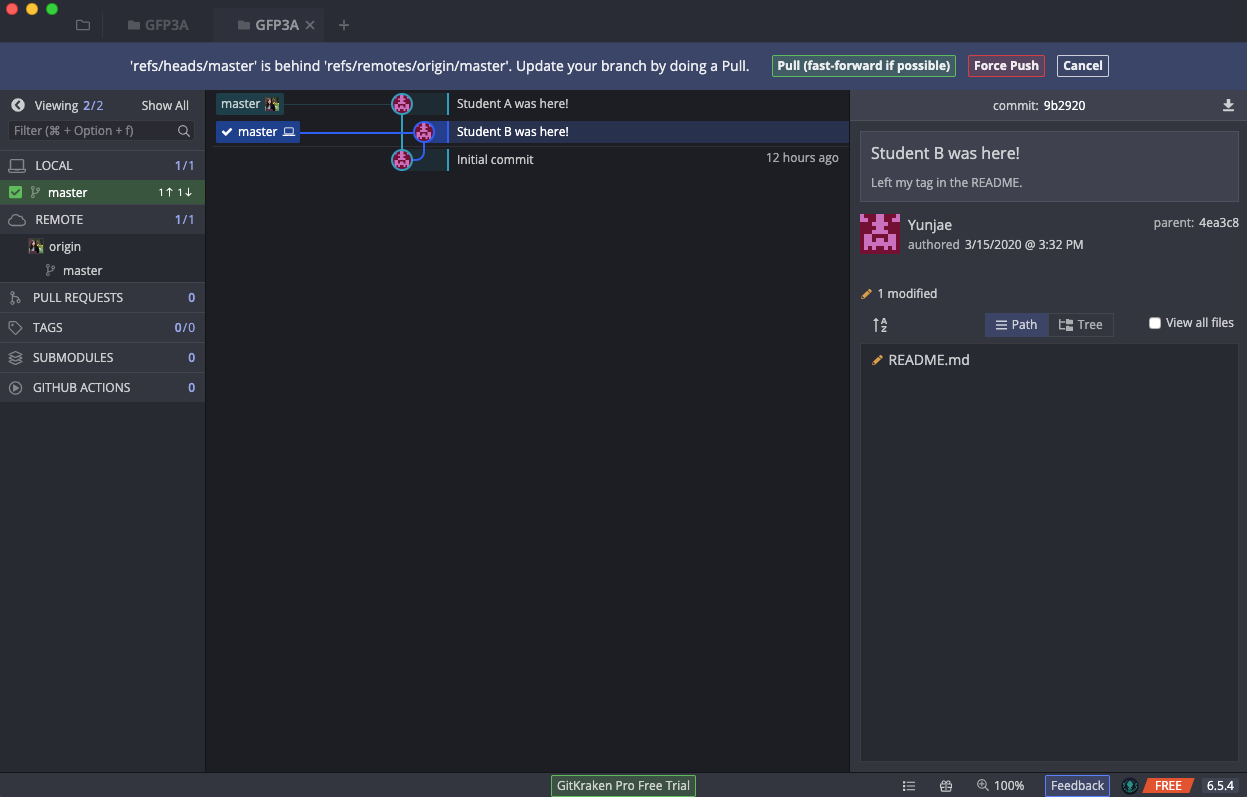 GFP3A
GFP3A
'refs/heads/master' is behind 'refs/remotes/origin/master'. Update your branch by doing a Pull.
Pull (fast-forward if possible)
Force Push
Cancel
Viewing 2/2
Show All
Filter (⌘ + Option + f)
LOCAL
1/1
master
1↑ 1↓
REMOTE
1/1
origin
master
PULL REQUESTS
0
TAGS
0/0
SUBMODULES
0
GITHUB ACTIONS
0
master
Student A was here!
master
Student B was here!
Initial commit
12 hours ago
commit: 9b2920
Student B was here!
Left my tag in the README.
Yunjae
parent: 4ea3c8
authored 3/15/2020 @ 3:32 PM
1 modified
A
Z
Path
Tree
View all files
README.md
GitKraken Pro Free Trial
100%
Feedback
FREE
6.5.4